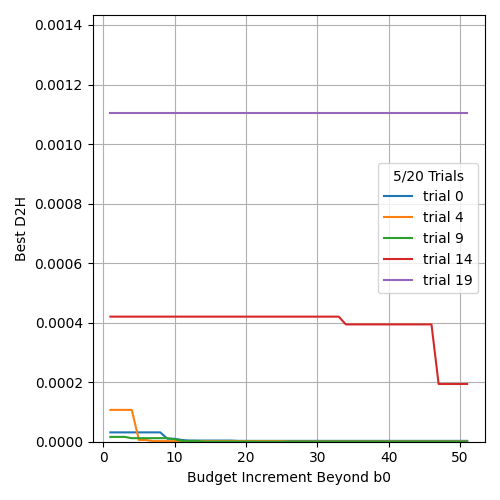 0.0014
0.0012
0.0010
0.0008
0.0006
0.0004
0.0002
0.0000
Best D2H
5/20 Trials
trial 0
trial 4
trial 9
trial 14
trial 19
0 10 20 30 40 50
Budget Increment Beyond b0